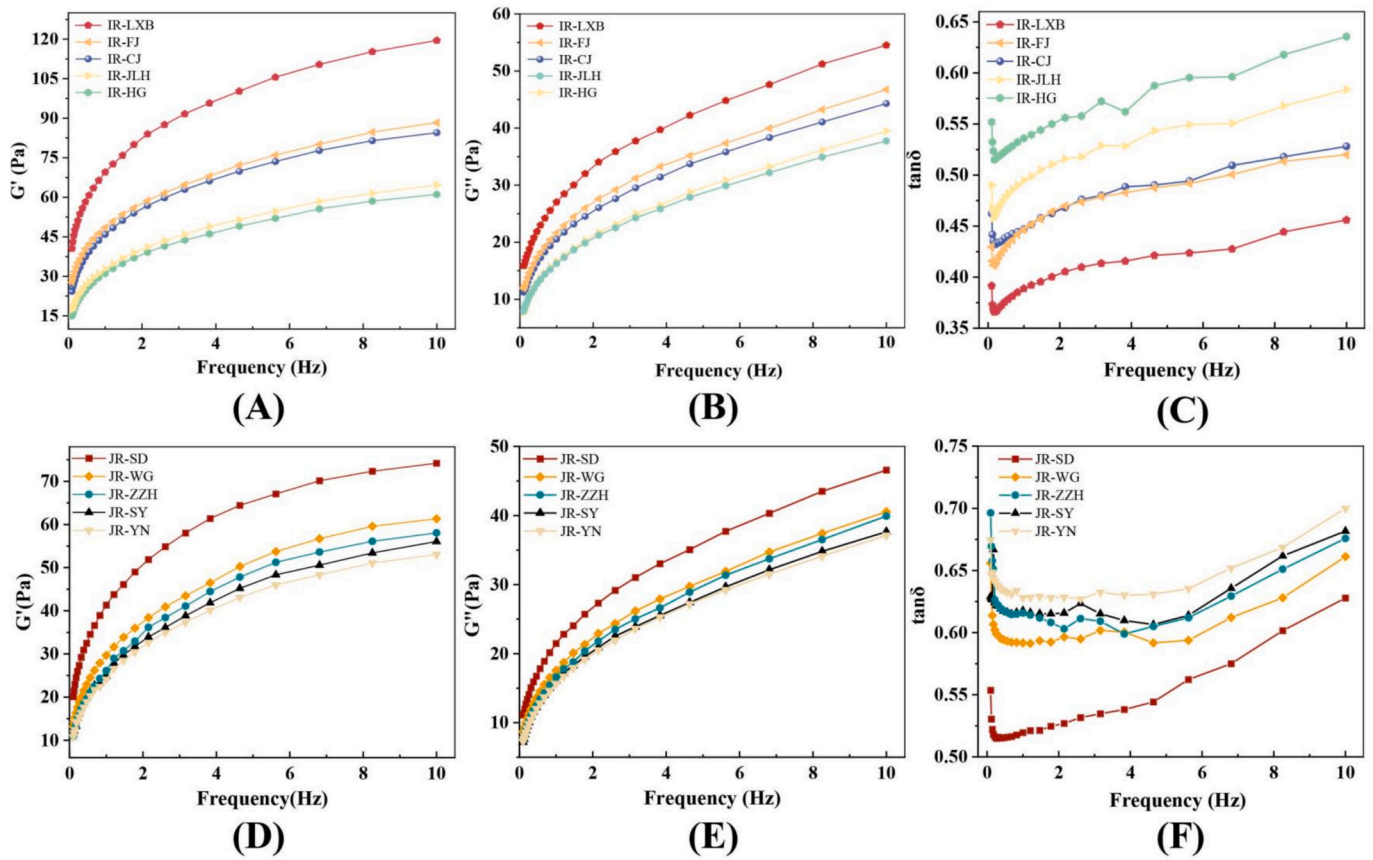 120
105
90
75
60
45
30
15
G' (Pa)
IR-LXB
IR-FJ
IR-CJ
IR-JLH
IR-HG
0 2 4 6 8 10
Frequency (Hz)
(A)
60
50
40
30
20
10
G'' (Pa)
IR-LXB
IR-FJ
IR-CJ
IR-JLH
IR-HG
0 2 4 6 8 10
Frequency (Hz)
(B)
0.65
0.60
0.55
0.50
0.45
0.40
0.35
tanδ
IR-LXB
IR-FJ
IR-CJ
IR-JLH
IR-HG
0 2 4 6 8 10
Frequency (Hz)
(C)
70
60
50
40
30
20
10
G'(Pa)
JR-SD
JR-WG
JR-ZZH
JR-SY
JR-YN
0 2 4 6 8 10
Frequency(Hz)
(D)
50
40
30
20
10
G''(Pa)
JR-SD
JR-WG
JR-ZZH
JR-SY
JR-YN
0 2 4 6 8 10
Frequency(Hz)
(E)
0.75
0.70
0.65
0.60
0.55
0.50
tanδ
JR-SD
JR-WG
JR-ZZH
JR-SY
JR-YN
0 2 4 6 8 10
Frequency (Hz)
(F)